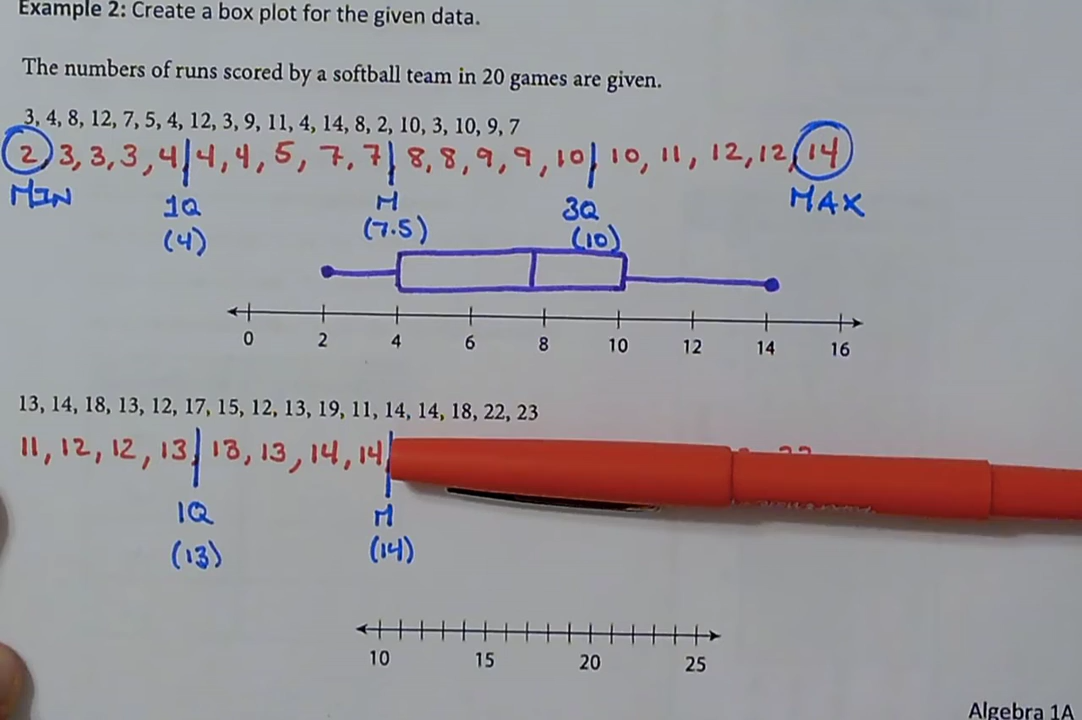 Example 2: Create a box plot for the given data.
The numbers of runs scored by a softball team in 20 games are given.
3, 4, 8, 12, 7, 5, 4, 12, 3, 9, 11, 4, 14, 8, 2, 10, 3, 10, 9, 7
2, 3, 3, 3, 4 4, 4, 5, 7, 7 8, 8, 9, 9, 10 10, 11, 12, 12, 14
MIN 1Q M 3Q MAX
(4) (7.5) (10)
0 2 4 6 8 10 12 14 16
13, 14, 18, 13, 12, 17, 15, 12, 13, 19, 11, 14, 14, 18, 22, 23
11, 12, 12, 13 13, 13, 14, 14
1Q M
(13) (14)
10 15 20 25
Algebra 1A